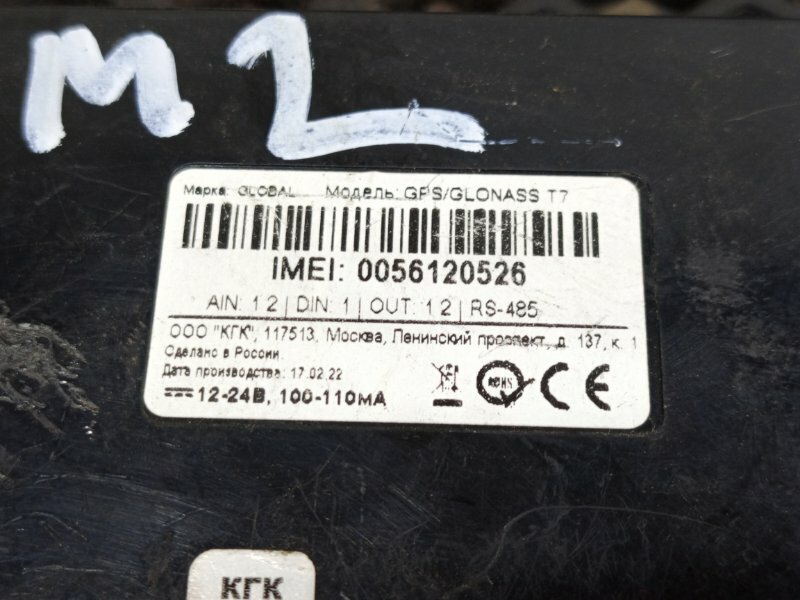 M2
Марка: GLOBAL Модель: GPS/GLONASS T7
IMEI: 0056120526
AIN: 1 2 | DIN: 1 | OUT: 1 2 | RS-485
ООО "КГК", 117513, Москва, Ленинский проспект, д. 137, к. 1
Сделано в России.
Дата производства: 17.02.22
12-24В, 100-110мА
RoHS
CE
КГК